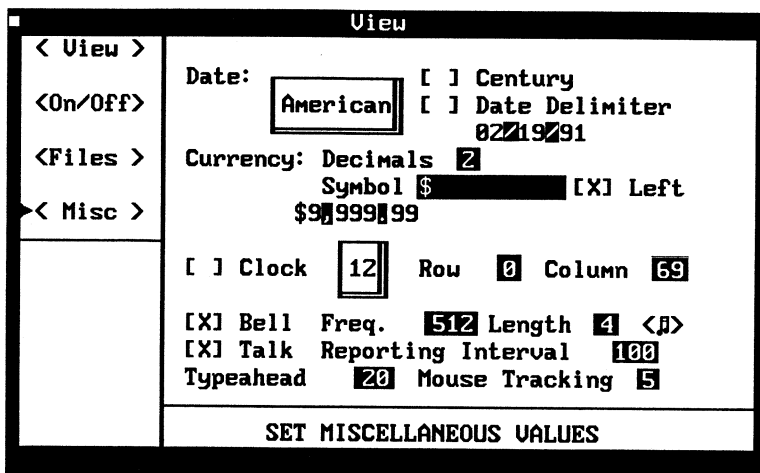 View
< View >
<On/Off>
<Files >
< Misc >
Date: American [ ] Century
[ ] Date Delimiter
02/19/91
Currency: Decimals 2
Symbol $ [X] Left
$9,999.99
[ ] Clock 12 Row 0 Column 69
[X] Bell Freq. 512 Length 4 <♫>
[X] Talk Reporting Interval 100
Typeahead 20 Mouse Tracking 5
SET MISCELLANEOUS VALUES